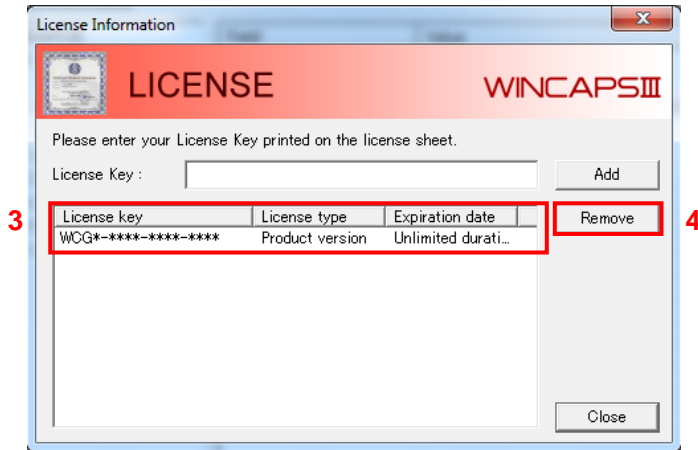 License Information
LICENSE
WINCAPSIII
Please enter your License Key printed on the license sheet.
License Key :
Add
3
License key License type Expiration date
Remove
4
WCG*-****-****-**** Product version Unlimited durati...
Close